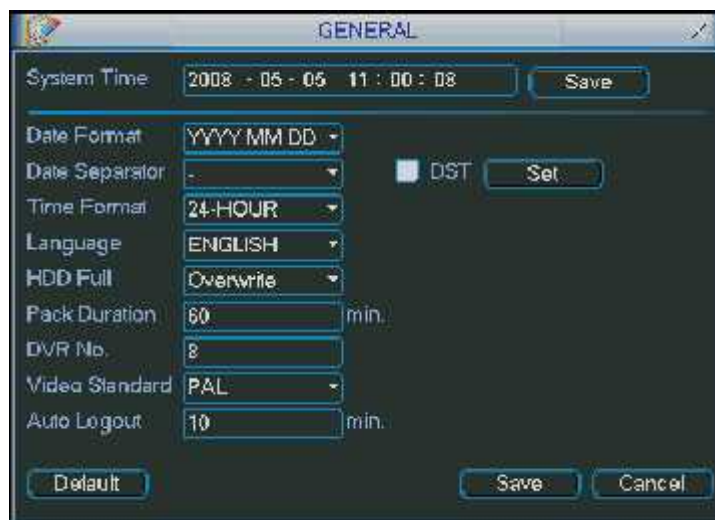 GENERAL
System Time 2008 - 05 - 05 11 : 00 : 08 Save
Date Format YYYY MM DD
Date Separator - DST Set
Time Format 24-HOUR
Language ENGLISH
HDD Full Overwrite
Pack Duration 60 min.
DVR No. 8
Video Standard PAL
Auto Logout 10 min.
Default Save Cancel